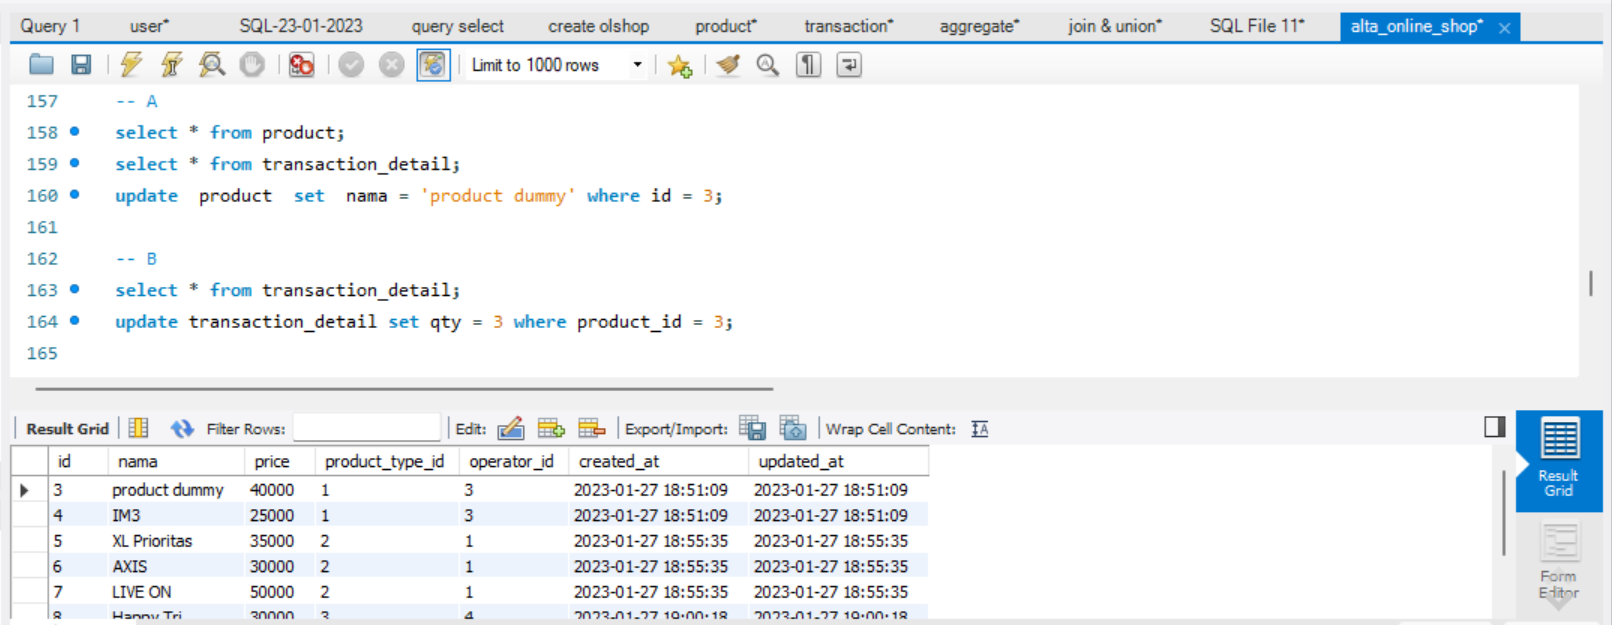 Query 1 user* SQL-23-01-2023 query select create olshop product* transaction* aggregate* join & union* SQL File 11* alta_online_shop*
Limit to 1000 rows
157 -- A
158 select * from product;
159 select * from transaction_detail;
160 update product set nama = 'product dummy' where id = 3;
161
162 -- B
163 select * from transaction_detail;
164 update transaction_detail set qty = 3 where product_id = 3;
165
Result Grid Filter Rows: Edit: Export/Import: Wrap Cell Content:
id nama price product_type_id operator_id created_at updated_at
3 product dummy 40000 1 3 2023-01-27 18:51:09 2023-01-27 18:51:09
4 IM3 25000 1 3 2023-01-27 18:51:09 2023-01-27 18:51:09
5 XL Prioritas 35000 2 1 2023-01-27 18:55:35 2023-01-27 18:55:35
6 AXIS 30000 2 1 2023-01-27 18:55:35 2023-01-27 18:55:35
7 LIVE ON 50000 2 1 2023-01-27 18:55:35 2023-01-27 18:55:35
8 Happy Tri 30000 3 4 2023-01-27 19:00:18 2023-01-27 19:00:18
Result
Grid
Form
Editor